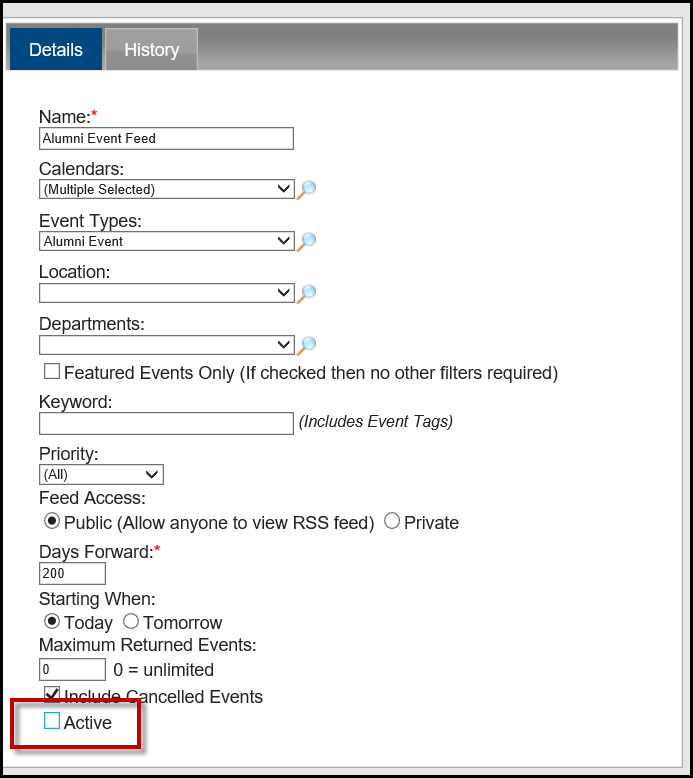 Details History
Name:*
Alumni Event Feed
Calendars:
(Multiple Selected)
Event Types:
Alumni Event
Location:
Departments:
Featured Events Only (If checked then no other filters required)
Keyword:
(Includes Event Tags)
Priority:
(All)
Feed Access:
Public (Allow anyone to view RSS feed) Private
Days Forward:*
200
Starting When:
Today Tomorrow
Maximum Returned Events:
0 0 = unlimited
Include Cancelled Events
Active